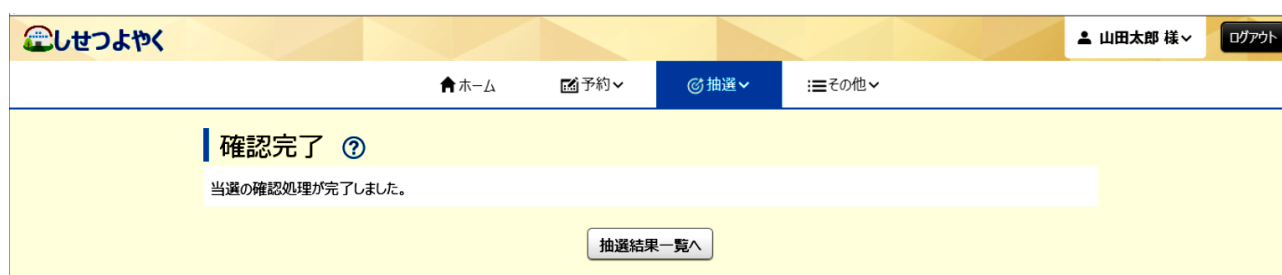 しせつよやく
山田太郎 様
ログアウト
ホーム 予約 抽選 その他
確認完了 ?
当選の確認処理が完了しました。
抽選結果一覧へ